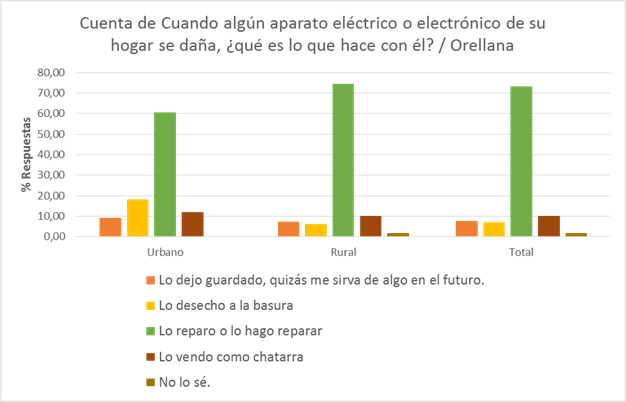 Cuenta de Cuando algún aparato eléctrico o electrónico de su
hogar se daña, ¿qué es lo que hace con él? / Orellana
80,00
70,00
60,00
50,00
40,00
30,00
20,00
10,00
0,00
% Respuestas
Urbano
Rural
Total
Lo dejo guardado, quizás me sirva de algo en el futuro.
Lo desecho a la basura
Lo reparo o lo hago reparar
Lo vendo como chatarra
No lo sé.